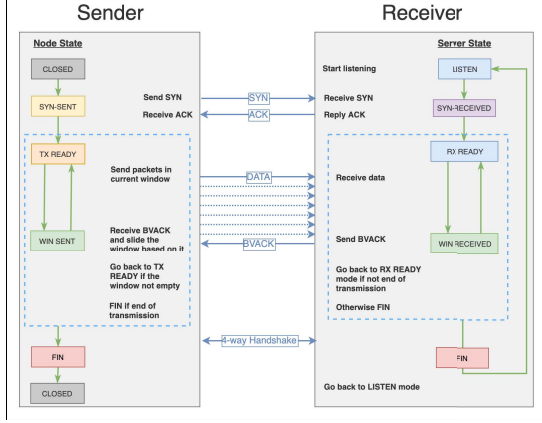 Sender
Receiver
Node State
CLOSED
SYN-SENT
Send SYN
Receive ACK
TX READY
Send packets in
current window
WIN SENT
Receive BVACK
and slide the
window based on it
Go back to TX
READY if the
window not empty
FIN if end of
transmission
FIN
CLOSED
SYN
ACK
DATA
BVACK
4-way Handshake
Server State
Start listening
LISTEN
Receive SYN
Reply ACK
SYN-RECEIVED
RX READY
Receive data
Send BVACK
WIN RECEIVED
Go back to RX READY
mode if not end of
transmission
Otherwise FIN
FIN
Go back to LISTEN mode